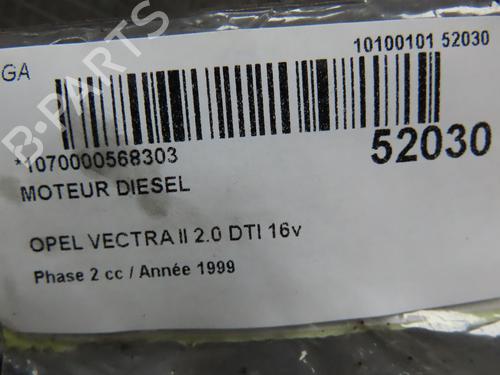 GA
10100101 52030
*1070000568303
52030
MOTEUR DIESEL
OPEL VECTRA II 2.0 DTI 16v
Phase 2 cc / Année 1999
B-PARTS